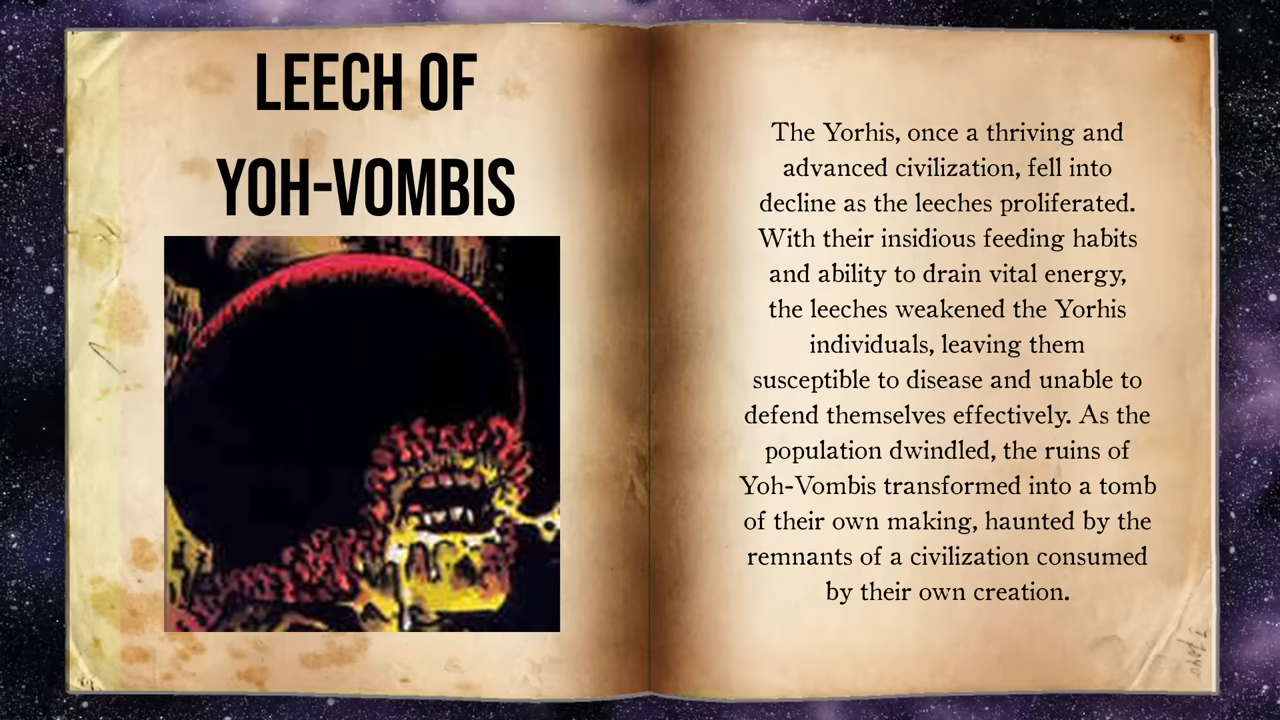 LEECH OF
YOH-VOMBIS
The Yorhis, once a thriving and
advanced civilization, fell into
decline as the leeches proliferated.
With their insidious feeding habits
and ability to drain vital energy,
the leeches weakened the Yorhis
individuals, leaving them
susceptible to disease and unable to
defend themselves effectively. As the
population dwindled, the ruins of
Yoh-Vombis transformed into a tomb
of their own making, haunted by the
remnants of a civilization consumed
by their own creation.